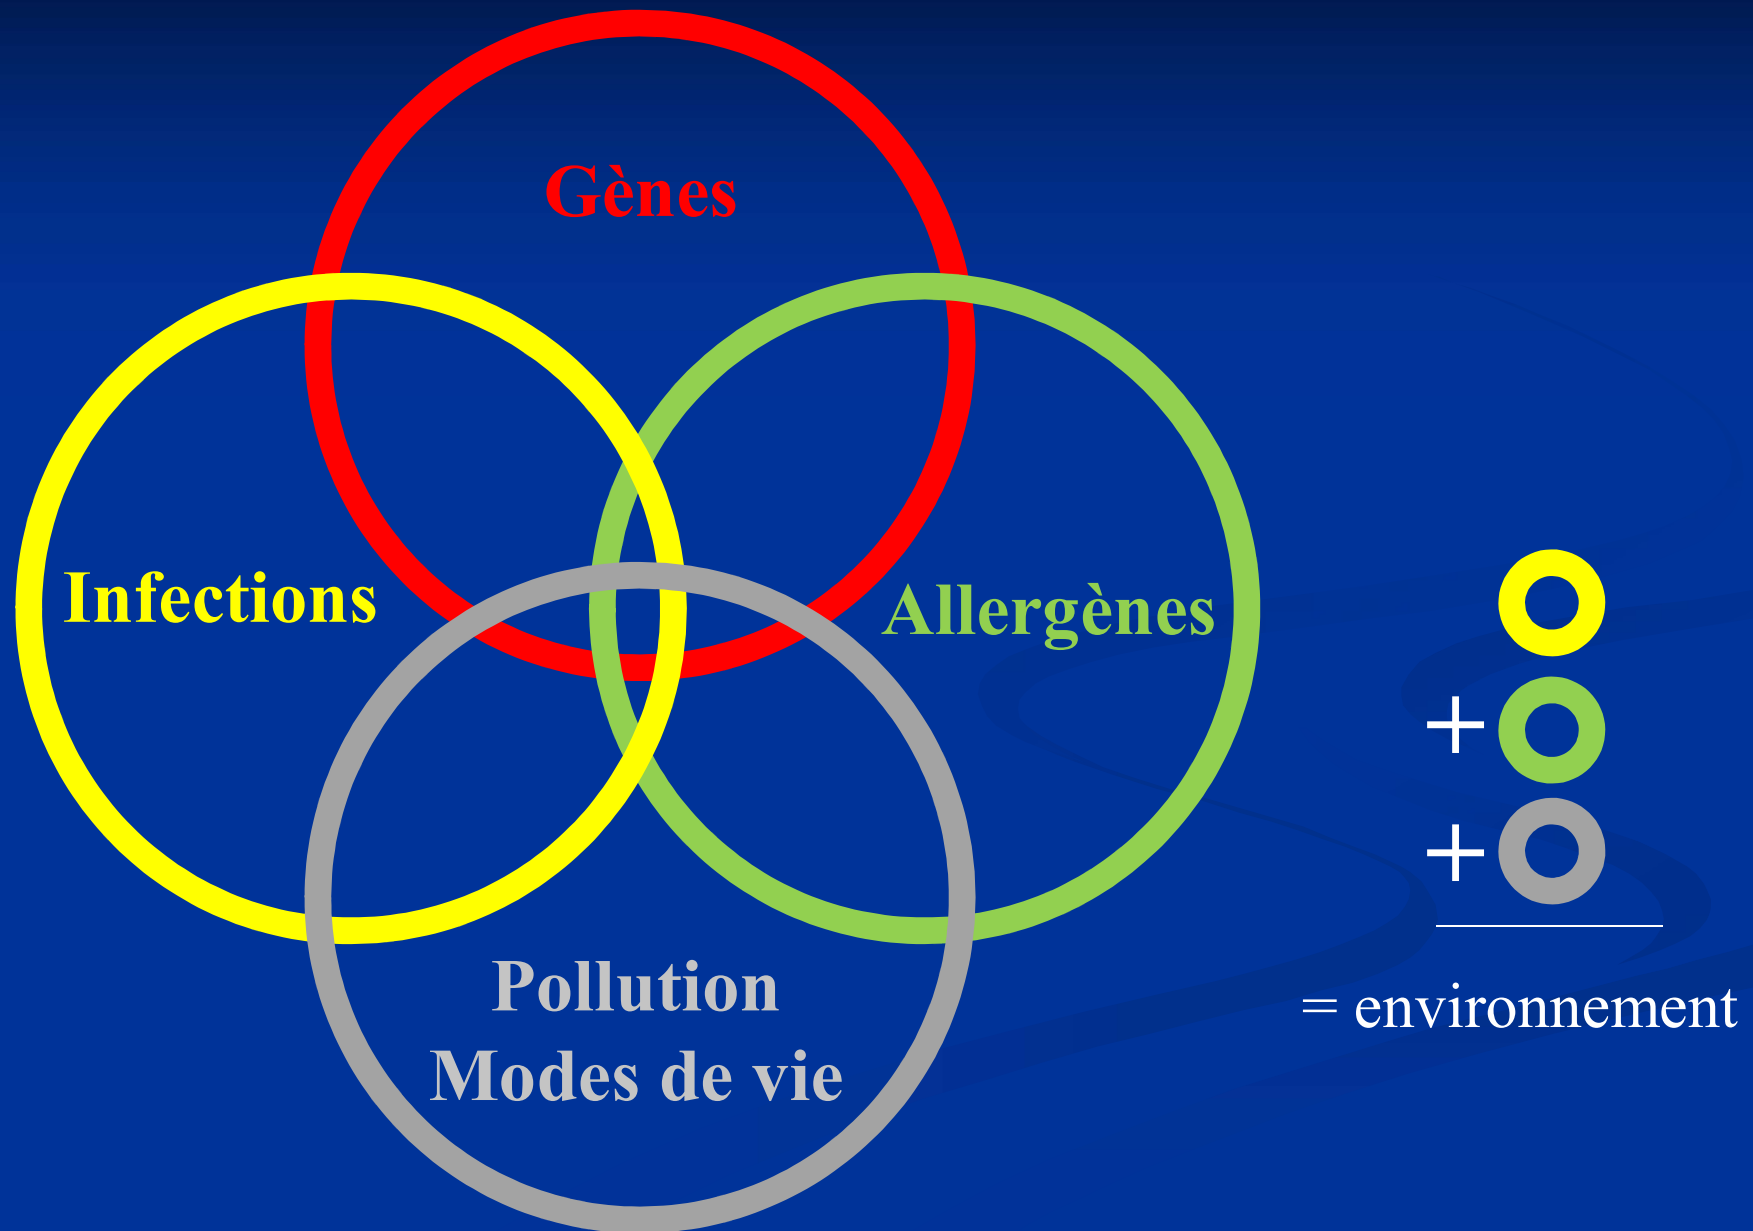 Gènes
Infections
Allergènes
Pollution
Modes de vie
+
+
= environnement